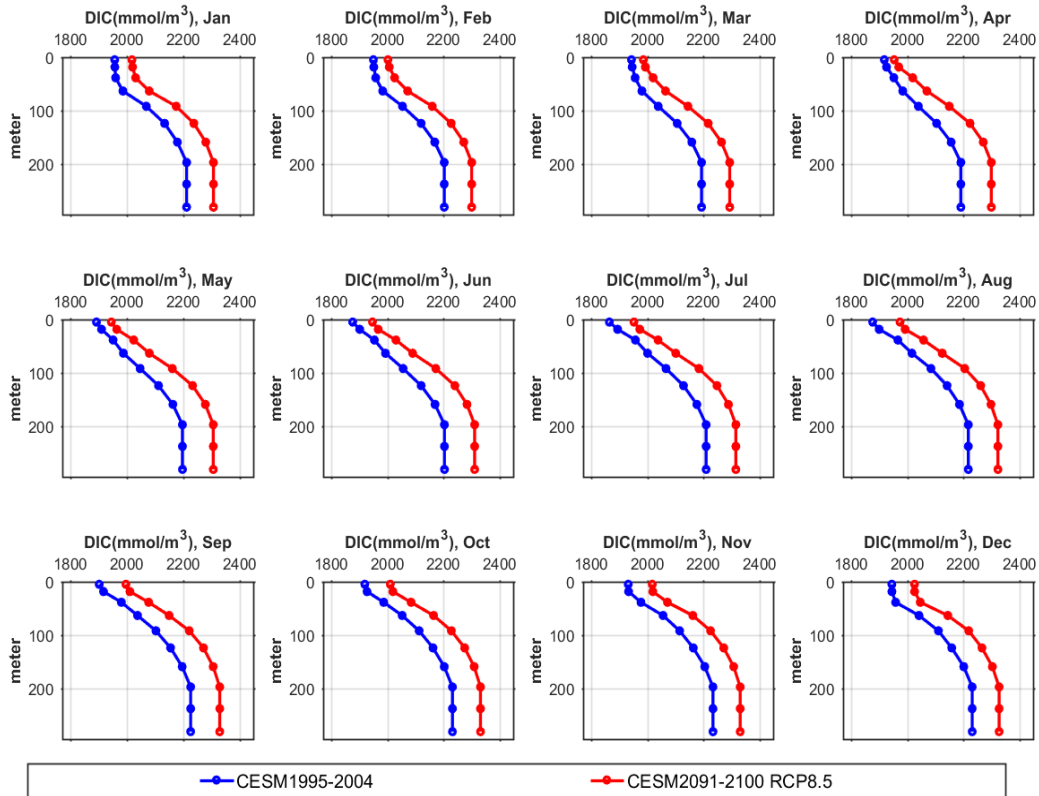 DIC(mmol/m3), Jan
DIC(mmol/m3), Feb
DIC(mmol/m3), Mar
DIC(mmol/m3), Apr
1800 2000 2200 2400
1800 2000 2200 2400
1800 2000 2200 2400
1800 2000 2200 2400
0
100
200
meter
0
100
200
meter
0
100
200
meter
0
100
200
meter
DIC(mmol/m3), May
DIC(mmol/m3), Jun
DIC(mmol/m3), Jul
DIC(mmol/m3), Aug
1800 2000 2200 2400
1800 2000 2200 2400
1800 2000 2200 2400
1800 2000 2200 2400
0
100
200
meter
0
100
200
meter
0
100
200
meter
0
100
200
meter
DIC(mmol/m3), Sep
DIC(mmol/m3), Oct
DIC(mmol/m3), Nov
DIC(mmol/m3), Dec
1800 2000 2200 2400
1800 2000 2200 2400
1800 2000 2200 2400
1800 2000 2200 2400
0
100
200
meter
0
100
200
meter
0
100
200
meter
0
100
200
meter
CESM1995-2004
CESM2091-2100 RCP8.5